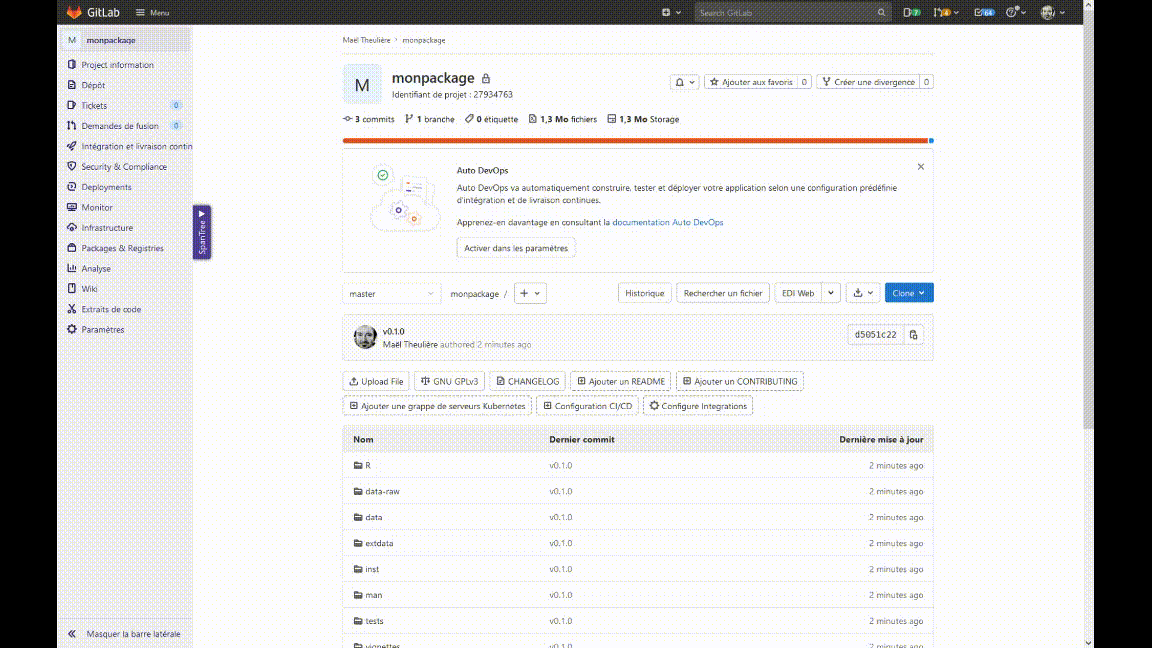 GitLab Menu Search GitLab 7 4 64
M monpackage
Project information
Dépôt
Tickets 0
Demandes de fusion 0
Intégration et livraison contin
Security & Compliance
Deployments
Monitor
Infrastructure
Packages & Registries
Analyse
Wiki
Extraits de code
Paramètres
Masquer la barre latérale
SpanTree
Maël Theulière > monpackage
M
monpackage
Identifiant de projet : 27934763
Ajouter aux favoris 0 Créer une divergence 0
3 commits 1 branche 0 étiquette 1,3 Mo fichiers 1,3 Mo Storage
Auto DevOps
Auto DevOps va automatiquement construire, tester et déployer votre application selon une configuration prédéfinie
d'intégration et de livraison continues.
Apprenez-en davantage en consultant la documentation Auto DevOps
Activer dans les paramètres
master monpackage / + Historique Rechercher un fichier EDI Web Clone
v0.1.0
Maël Theulière authored 2 minutes ago
d5051c22
Upload File GNU GPLv3 CHANGELOG Ajouter un README Ajouter un CONTRIBUTING
Ajouter une grappe de serveurs Kubernetes Configuration CI/CD Configure Integrations
Nom Dernier commit Dernière mise à jour
R v0.1.0 2 minutes ago
data-raw v0.1.0 2 minutes ago
data v0.1.0 2 minutes ago
extdata v0.1.0 2 minutes ago
inst v0.1.0 2 minutes ago
man v0.1.0 2 minutes ago
tests v0.1.0 2 minutes ago
vignettes v0.1.0 2 minutes ago